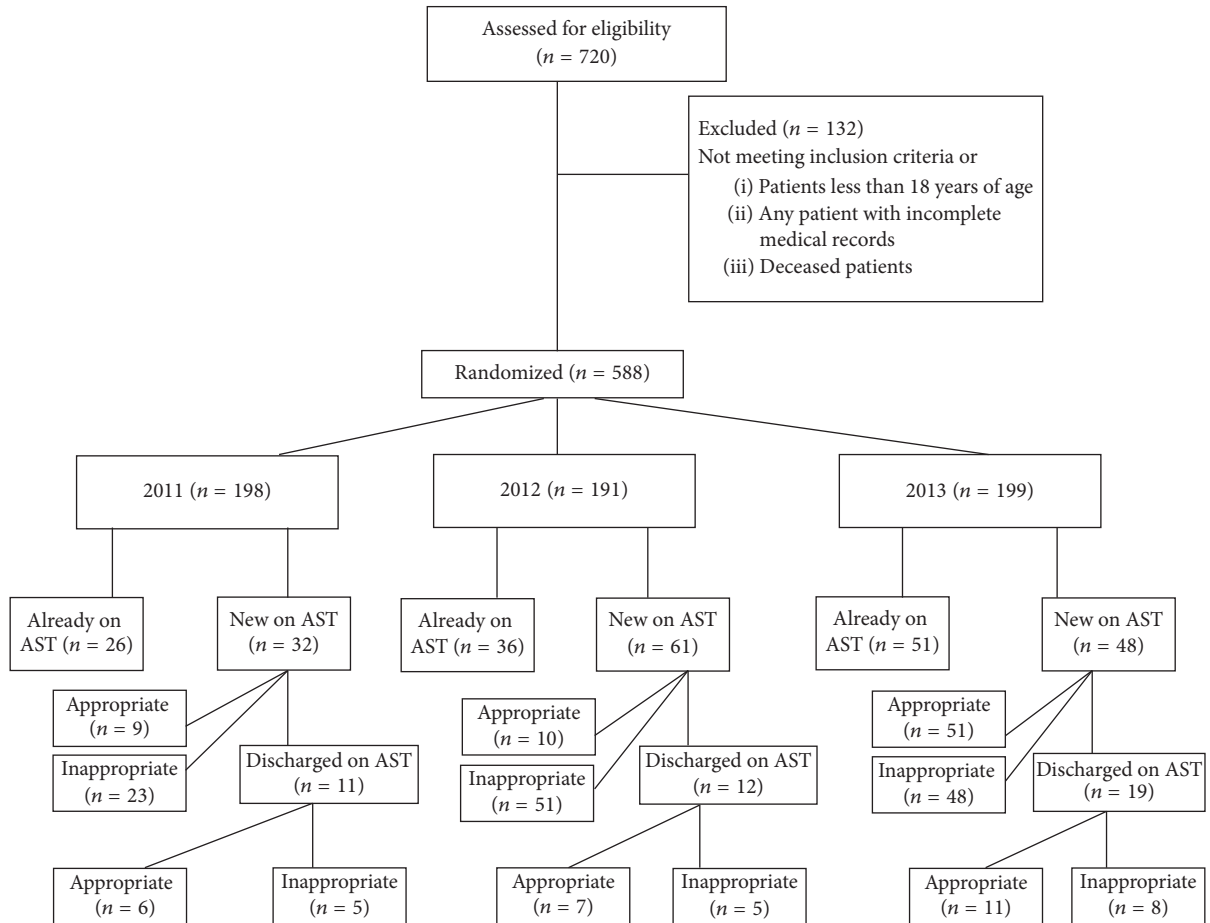 Assessed for eligibility
(n = 720)
Excluded (n = 132)
Not meeting inclusion criteria or
(i) Patients less than 18 years of age
(ii) Any patient with incomplete
medical records
(iii) Deceased patients
Randomized (n = 588)
2011 (n = 198)
2012 (n = 191)
2013 (n = 199)
Already on
AST (n = 26)
New on AST
(n = 32)
Already on
AST (n = 36)
New on AST
(n = 61)
Already on
AST (n = 51)
New on AST
(n = 48)
Appropriate
(n = 9)
Inappropriate
(n = 23)
Discharged on AST
(n = 11)
Appropriate
(n = 10)
Inappropriate
(n = 51)
Discharged on AST
(n = 12)
Appropriate
(n = 51)
Inappropriate
(n = 48)
Discharged on AST
(n = 19)
Appropriate
(n = 6)
Inappropriate
(n = 5)
Appropriate
(n = 7)
Inappropriate
(n = 5)
Appropriate
(n = 11)
Inappropriate
(n = 8)